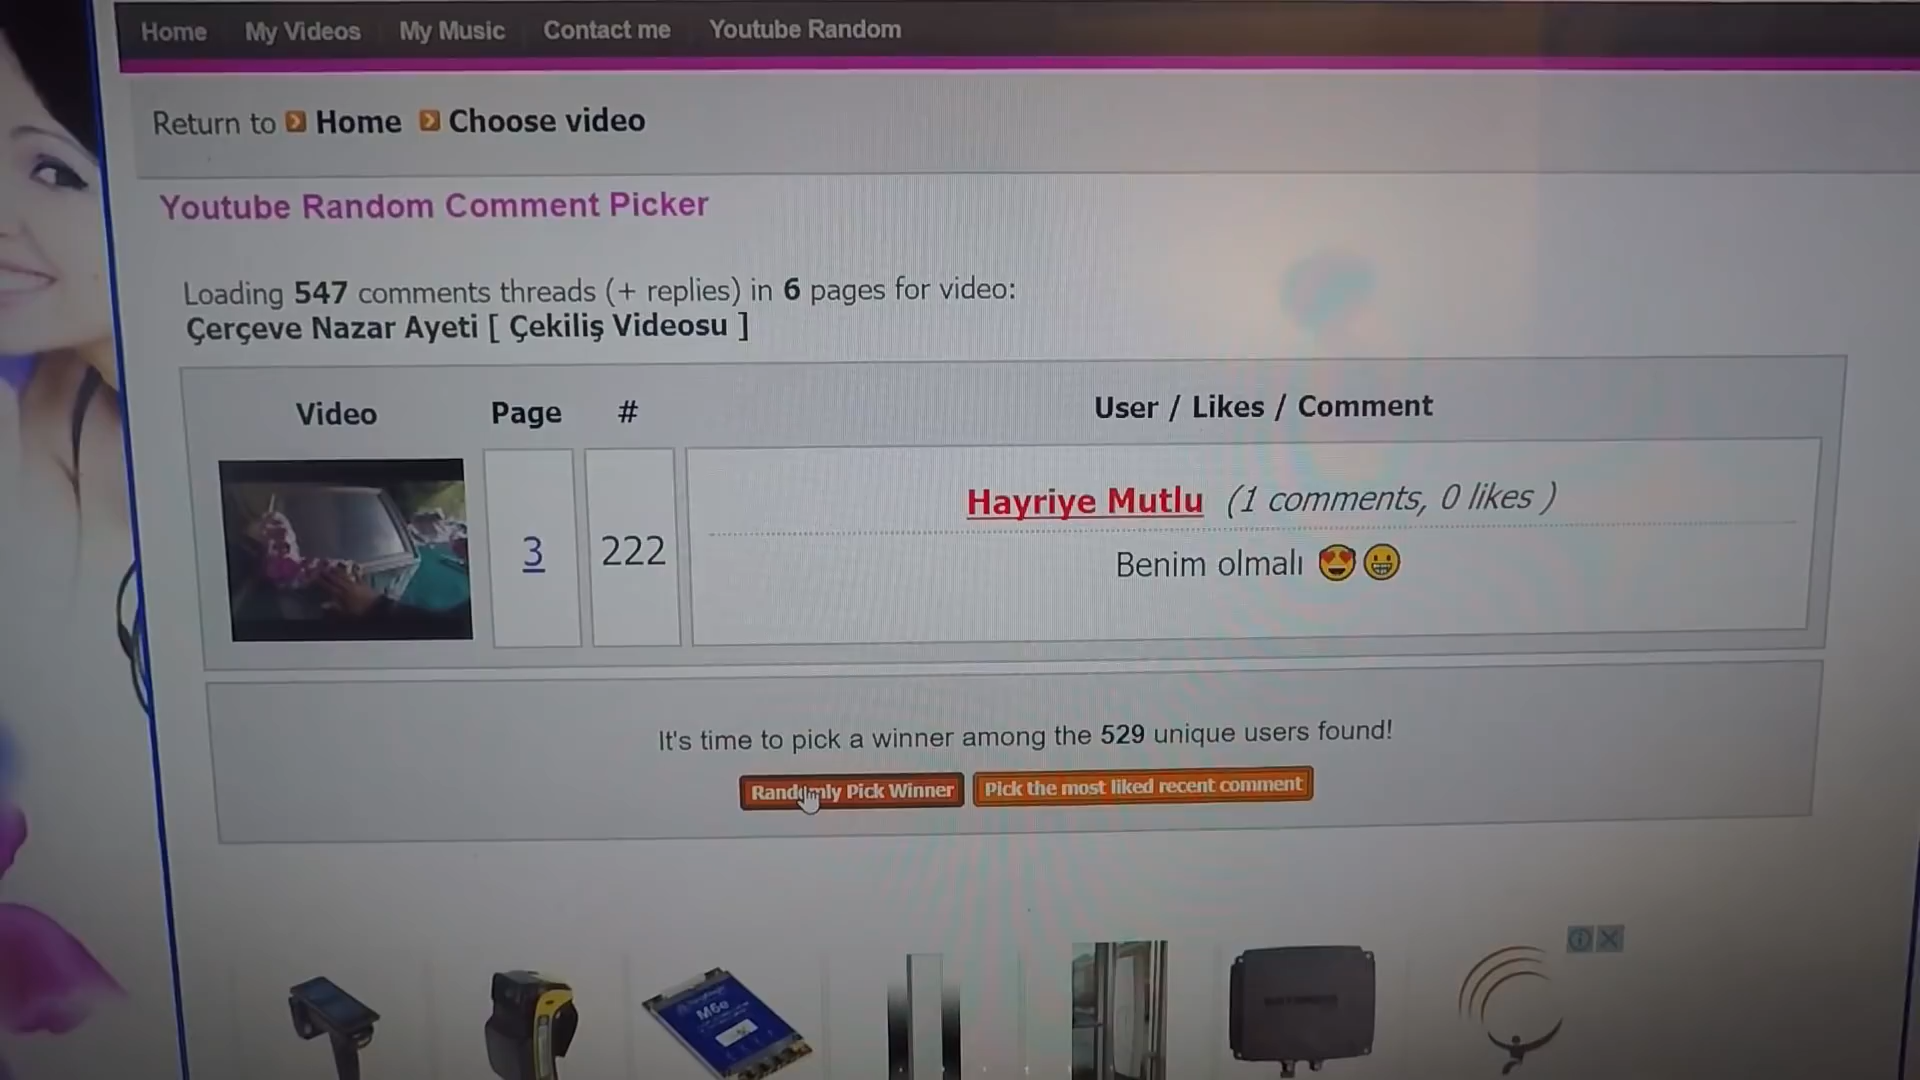 Home My Videos My Music Contact me Youtube Random
Return to Home Choose video
Youtube Random Comment Picker
Loading 547 comments threads (+ replies) in 6 pages for video:
Çerçeve Nazar Ayeti [ Çekiliş Videosu ]
Video Page # User / Likes / Comment
3 222
Hayriye Mutlu (1 comments, 0 likes )
Benim olmalı 😍😀
It's time to pick a winner among the 529 unique users found!
Randomly Pick Winner Pick the most liked recent comment
M6e